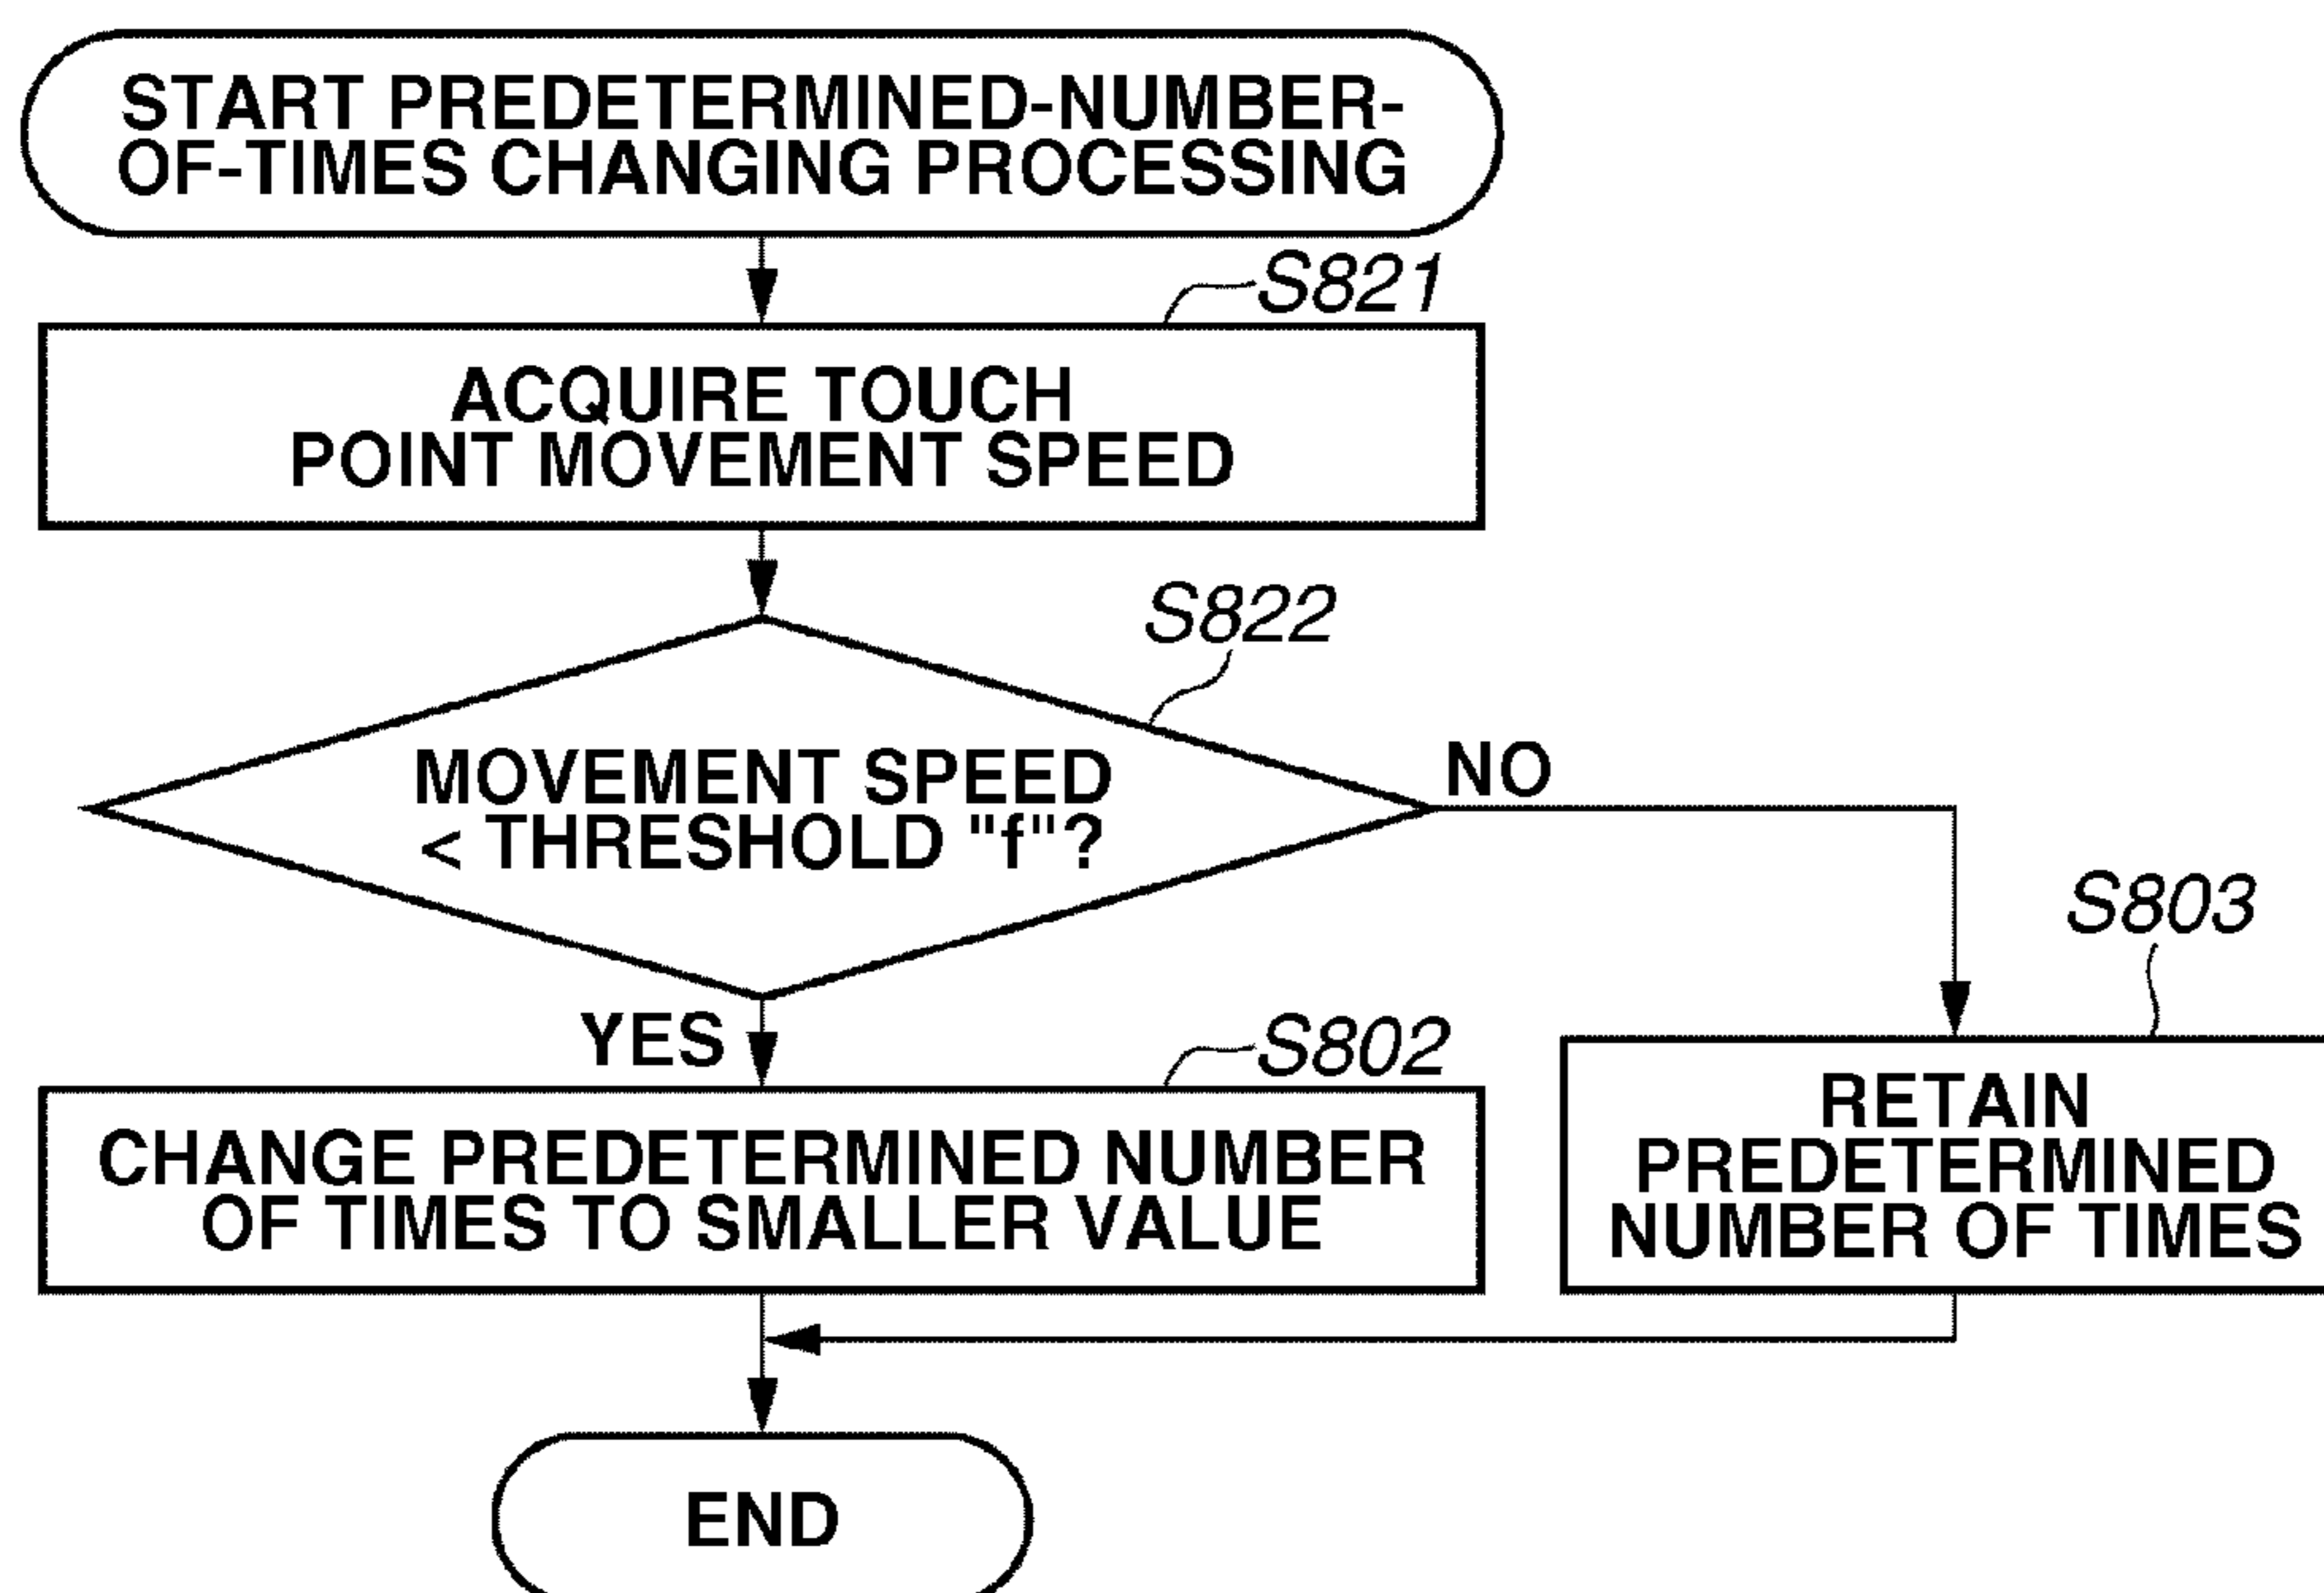 START PREDETERMINED-NUMBER-
OF-TIMES CHANGING PROCESSING
S821
ACQUIRE TOUCH
POINT MOVEMENT SPEED
S822
MOVEMENT SPEED
< THRESHOLD "f"?
NO
S803
YES
S802
CHANGE PREDETERMINED NUMBER
OF TIMES TO SMALLER VALUE
RETAIN
PREDETERMINED
NUMBER OF TIMES
END